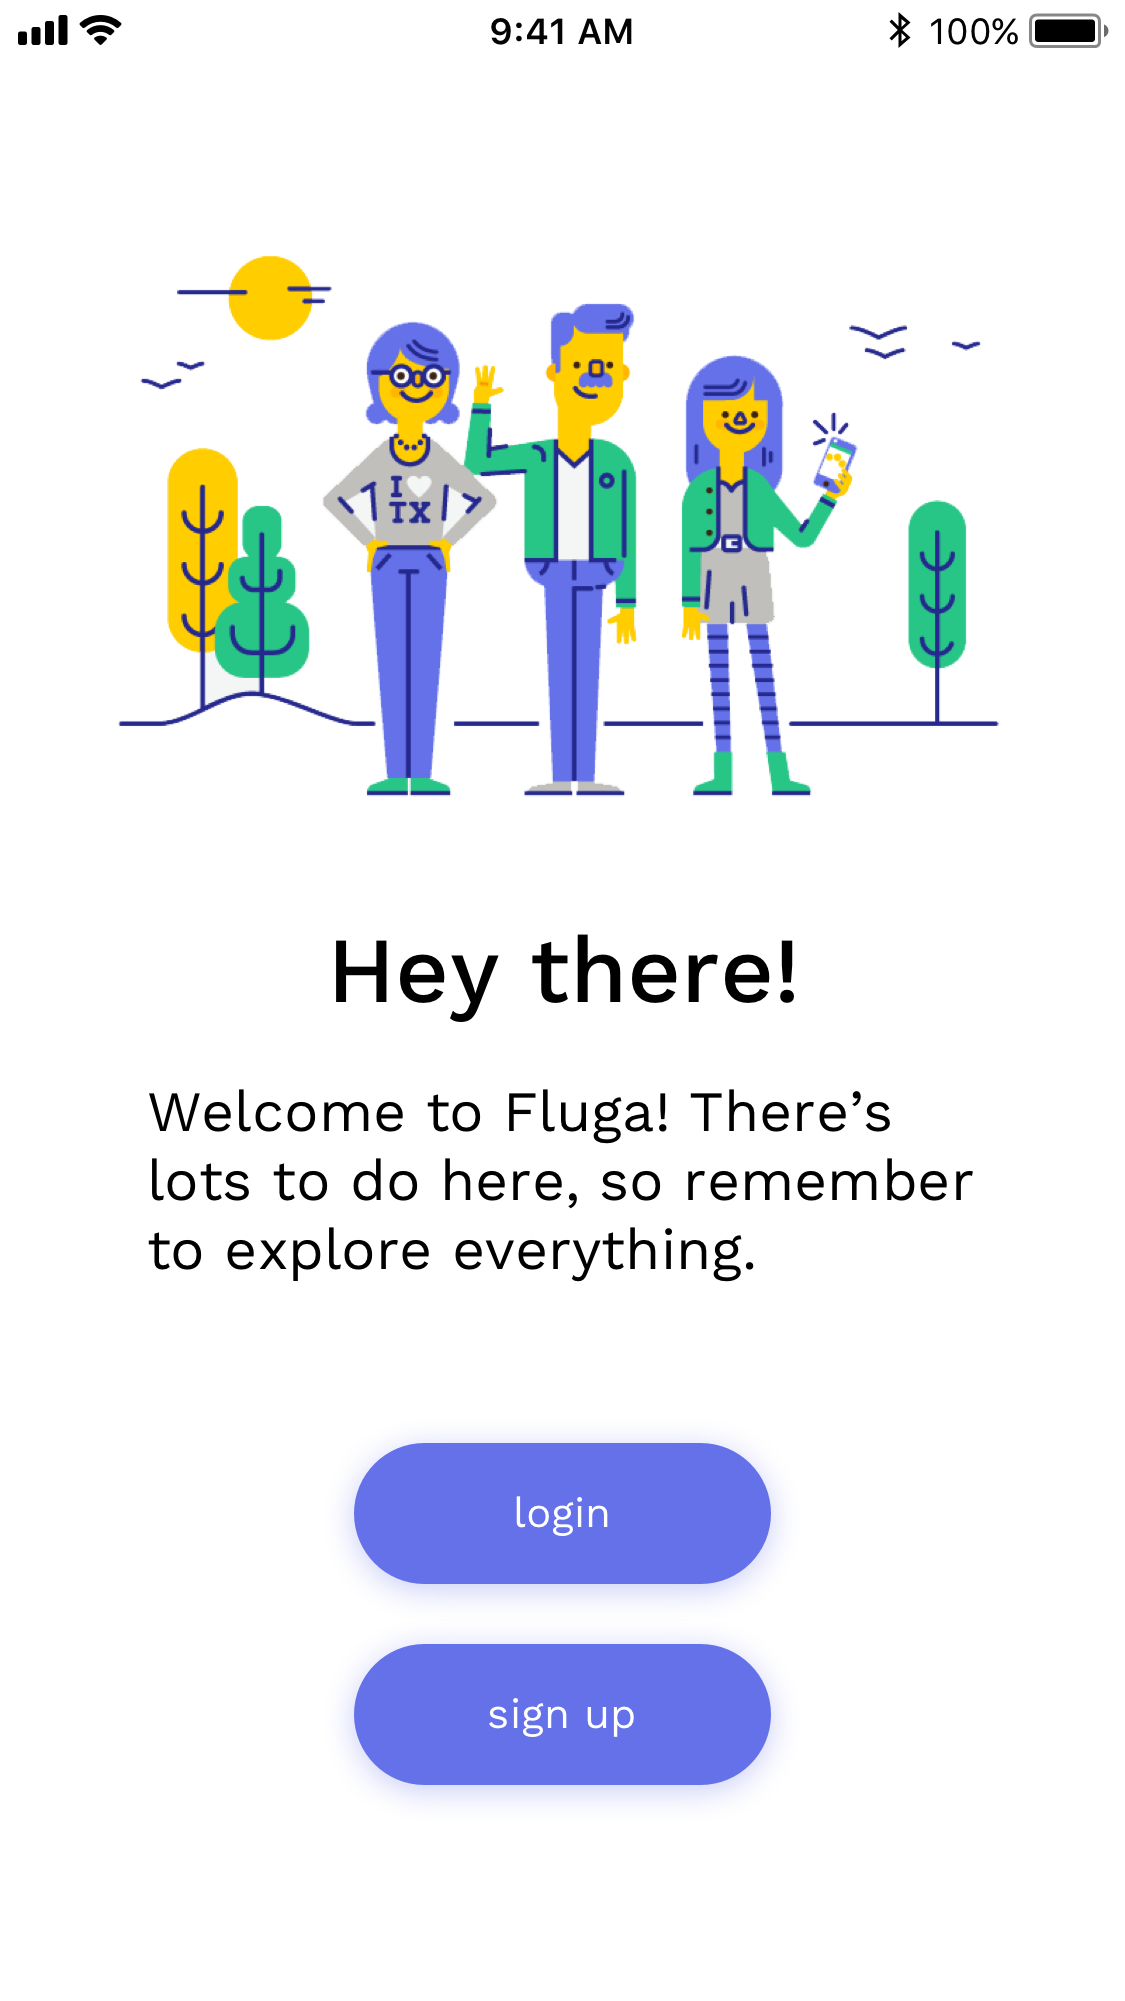 9:41 AM 100%
I
TX
Hey there!
Welcome to Fluga! There’s
lots to do here, so remember
to explore everything.
login
sign up